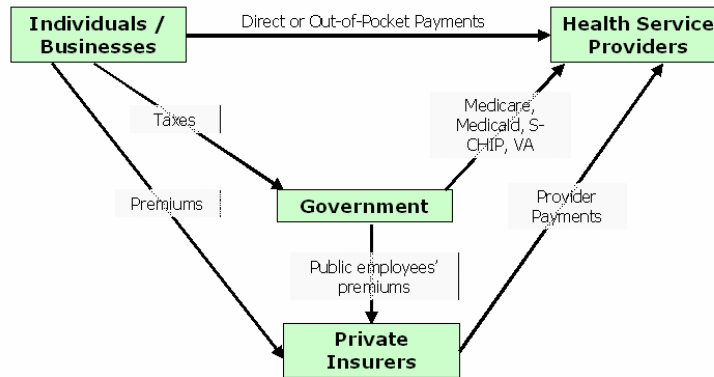 Individuals /
Businesses
Direct or Out-of-Pocket Payments
Health Service
Providers
Taxes
Medicare,
Medicaid, S-
CHIP, VA
Premiums
Government
Provider
Payments
Public employees’
premiums
Private
Insurers